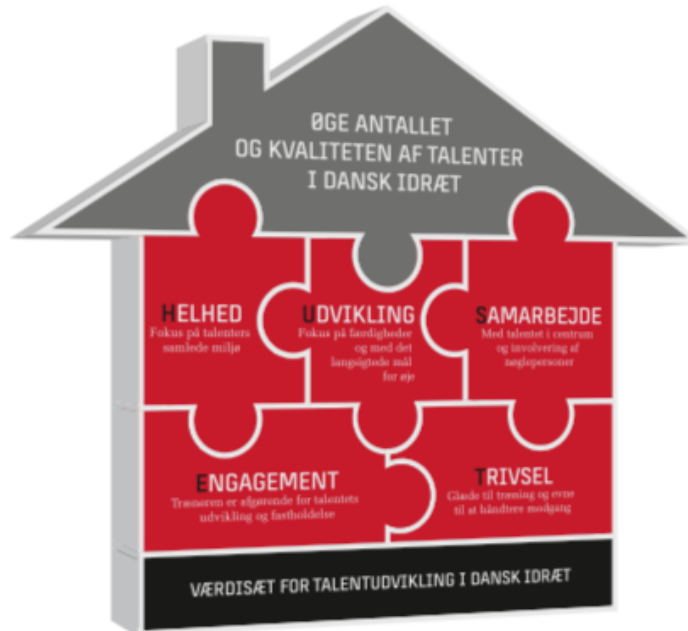 ØGE ANTALLET
OG KVALITETEN AF TALENTER
I DANSK IDRÆT
HELHED
Fokus på talenters
samlede miljø
UDVIKLING
Fokus på færdigheder
og med det
langsigtede mål
for øje
SAMARBEJDE
Med talentet i centrum
og involvering af
nøglepersoner
ENGAGEMENT
Træneren er afgørende for talentets
udvikling og fastholdelse
TRIVSEL
Glæde til træning og evne
til at håndtere modgang
VÆRDISÆT FOR TALENTUDVIKLING I DANSK IDRÆT